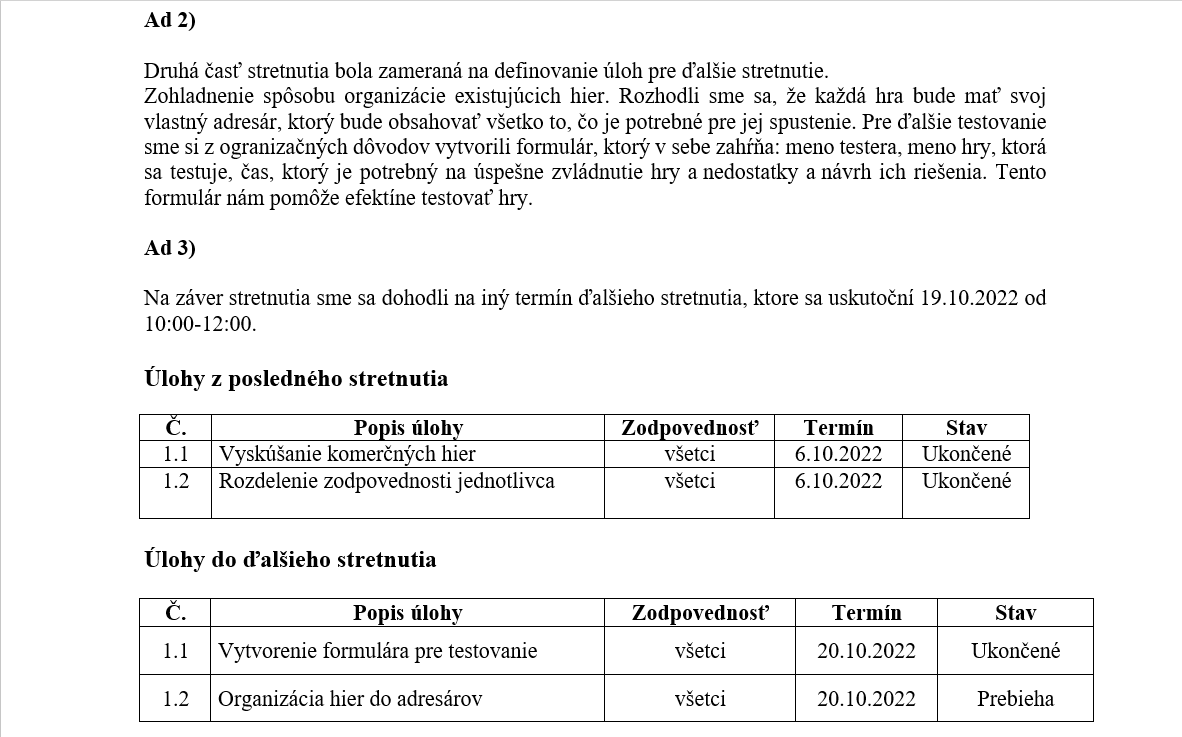 Ad 2)
Druhá časť stretnutia bola zameraná na definovanie úloh pre ďalšie stretnutie.
Zohladnenie spôsobu organizácie existujúcich hier. Rozhodli sme sa, že každá hra bude mať svoj
vlastný adresár, ktorý bude obsahovať všetko to, čo je potrebné pre jej spustenie. Pre ďalšie testovanie
sme si z ogranizačných dôvodov vytvorili formulár, ktorý v sebe zahŕňa: meno testera, meno hry, ktorá
sa testuje, čas, ktorý je potrebný na úspešne zvládnutie hry a nedostatky a návrh ich riešenia. Tento
formulár nám pomôže efektíne testovať hry.
Ad 3)
Na záver stretnutia sme sa dohodli na iný termín ďalšieho stretnutia, ktore sa uskutoční 19.10.2022 od
10:00-12:00.
Úlohy z posledného stretnutia
Č. Popis úlohy Zodpovednosť Termín Stav
1.1 Vyskúšanie komerčných hier všetci 6.10.2022 Ukončené
1.2 Rozdelenie zodpovednosti jednotlivca všetci 6.10.2022 Ukončené
Úlohy do ďalšieho stretnutia
Č. Popis úlohy Zodpovednosť Termín Stav
1.1 Vytvorenie formulára pre testovanie všetci 20.10.2022 Ukončené
1.2 Organizácia hier do adresárov všetci 20.10.2022 Prebieha